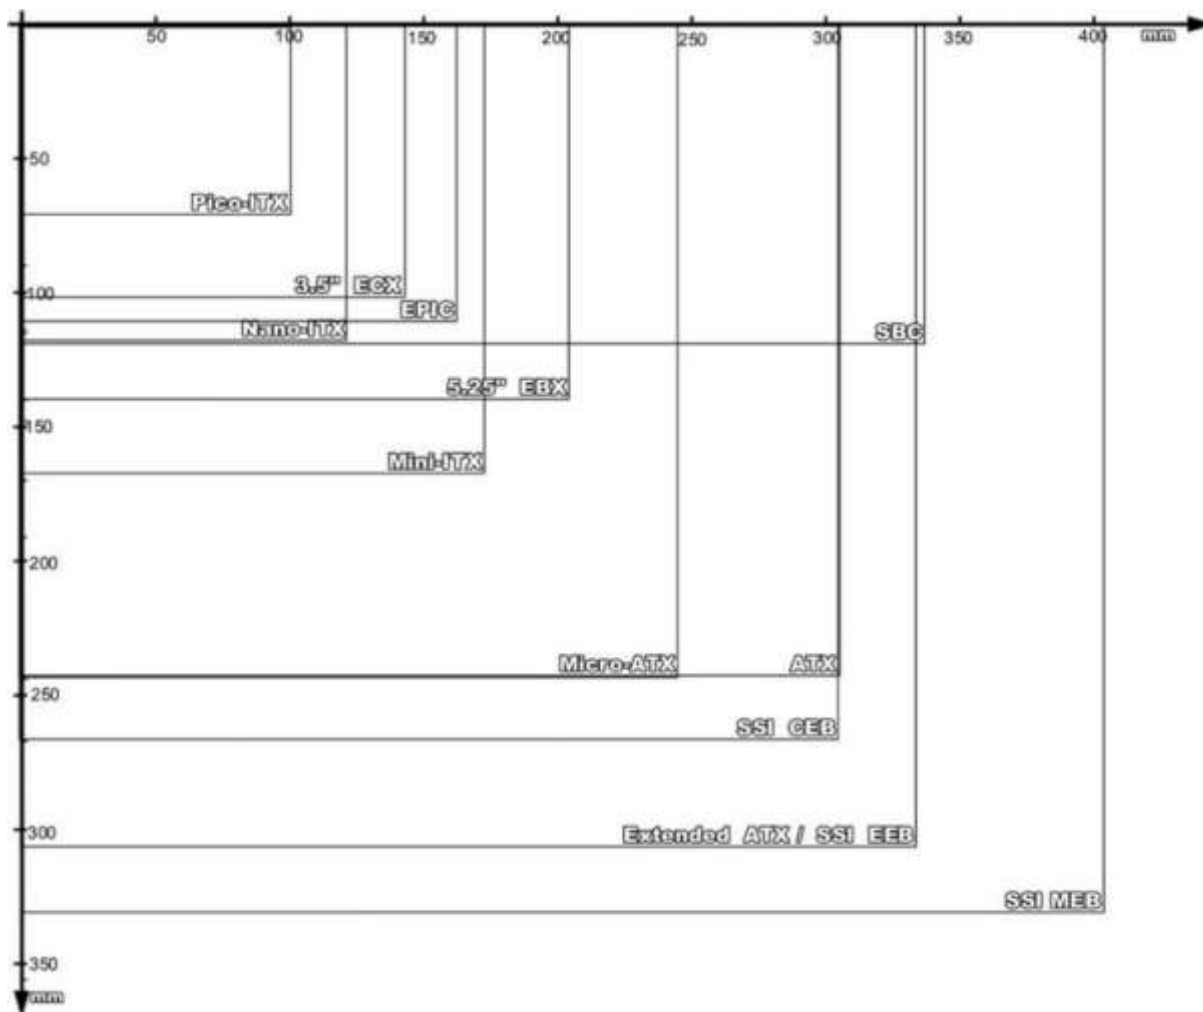 50 100 150 200 250 300 350 400 mm
50
Pico-ITX
3.5" ECX
100
EPIC
Nano-ITX
SBC
5.25" EBX
150
Mini-ITX
200
Micro-ATX ATX
250
SSI CEB
300
Extended ATX / SSI EEB
SSI MEB
350
mm